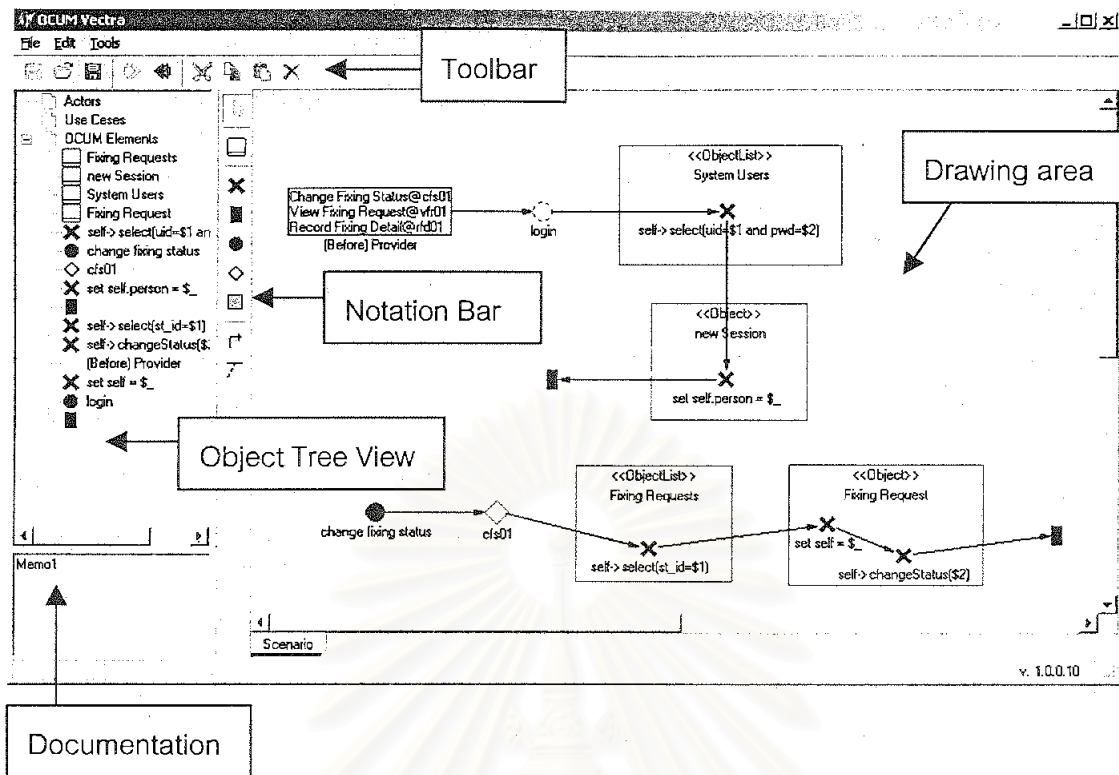 OCUM Vectra
File Edit Tools
Toolbar
Actors
Use Ceses
OCUM Elements
Fixing Requests
new Session
System Users
Fixing Request
self-> select(uid=$1 an
change fixing status
cfs01
set self.person = $_
self-> select(st_id=$1)
self-> changeStatus($
(Before) Provider
set self = $_
login
Object Tree View
Memo1
Documentation
Notation Bar
Drawing area
Change Fixing Status@cfs01
View Fixing Request@vfr01
Record Fixing Detail@rfd01
(Before) Provider
login
<<ObjectList>>
System Users
self-> select(uid=$1 and pwd=$2)
<<Object>>
new Session
set self.person = $_
change fixing status
cfs01
<<ObjectList>>
Fixing Requests
self-> select(st_id=$1)
<<Object>>
Fixing Request
set self = $_
self-> changeStatus($2)
Scenario
v. 1.0.0.10